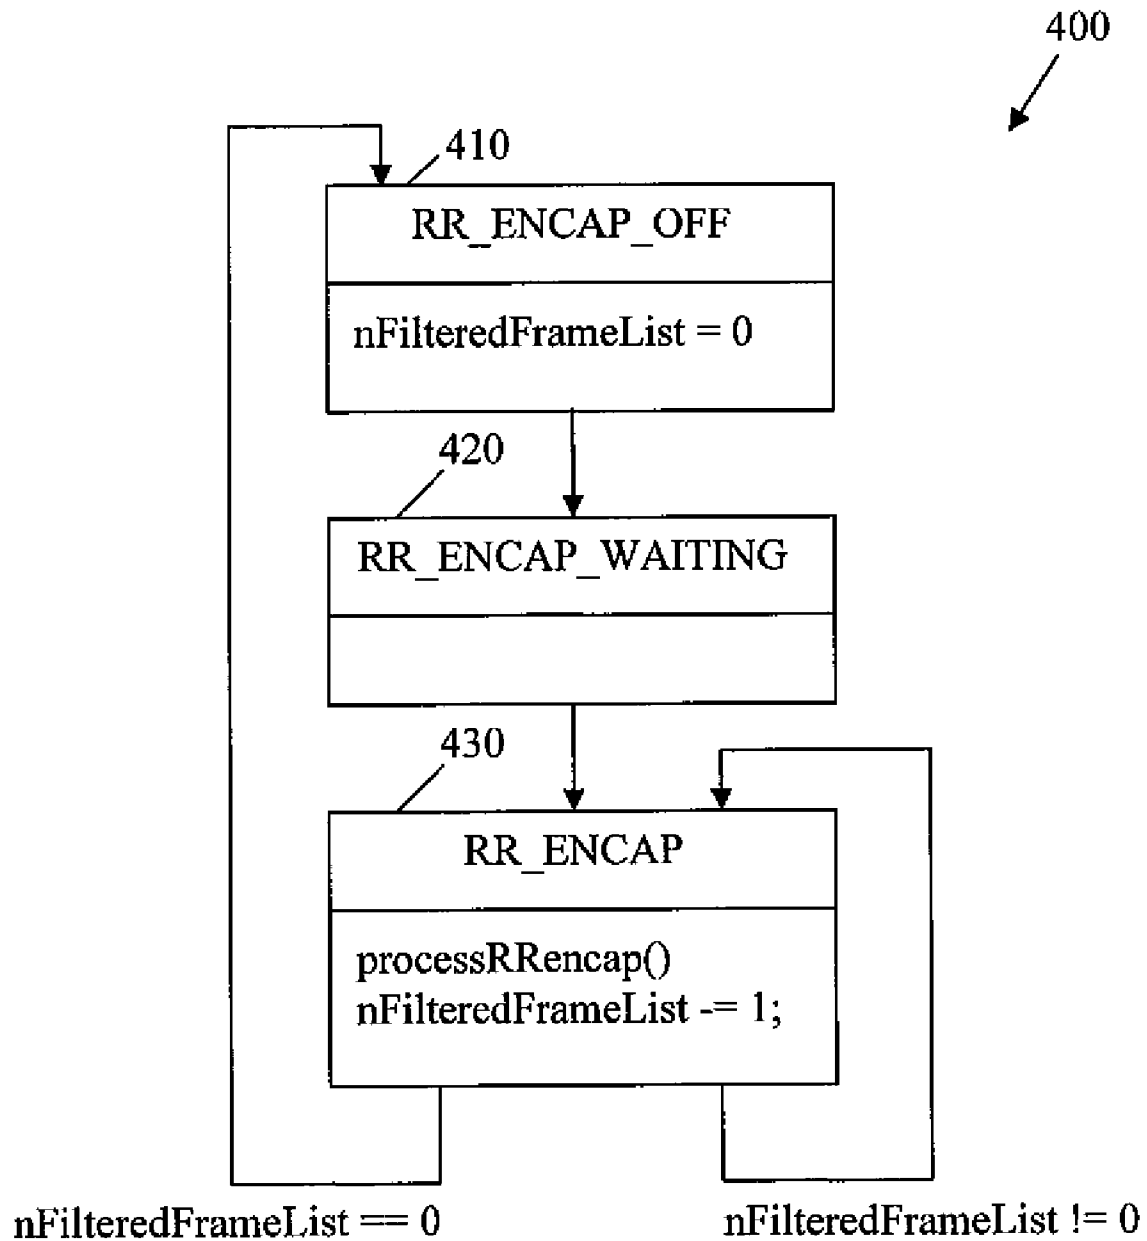 400
410
RR_ENCAP_OFF
nFilteredFrameList = 0
420
RR_ENCAP_WAITING
430
RR_ENCAP
processRRencap()
nFilteredFrameList -= 1;
nFilteredFrameList == 0
nFilteredFrameList != 0